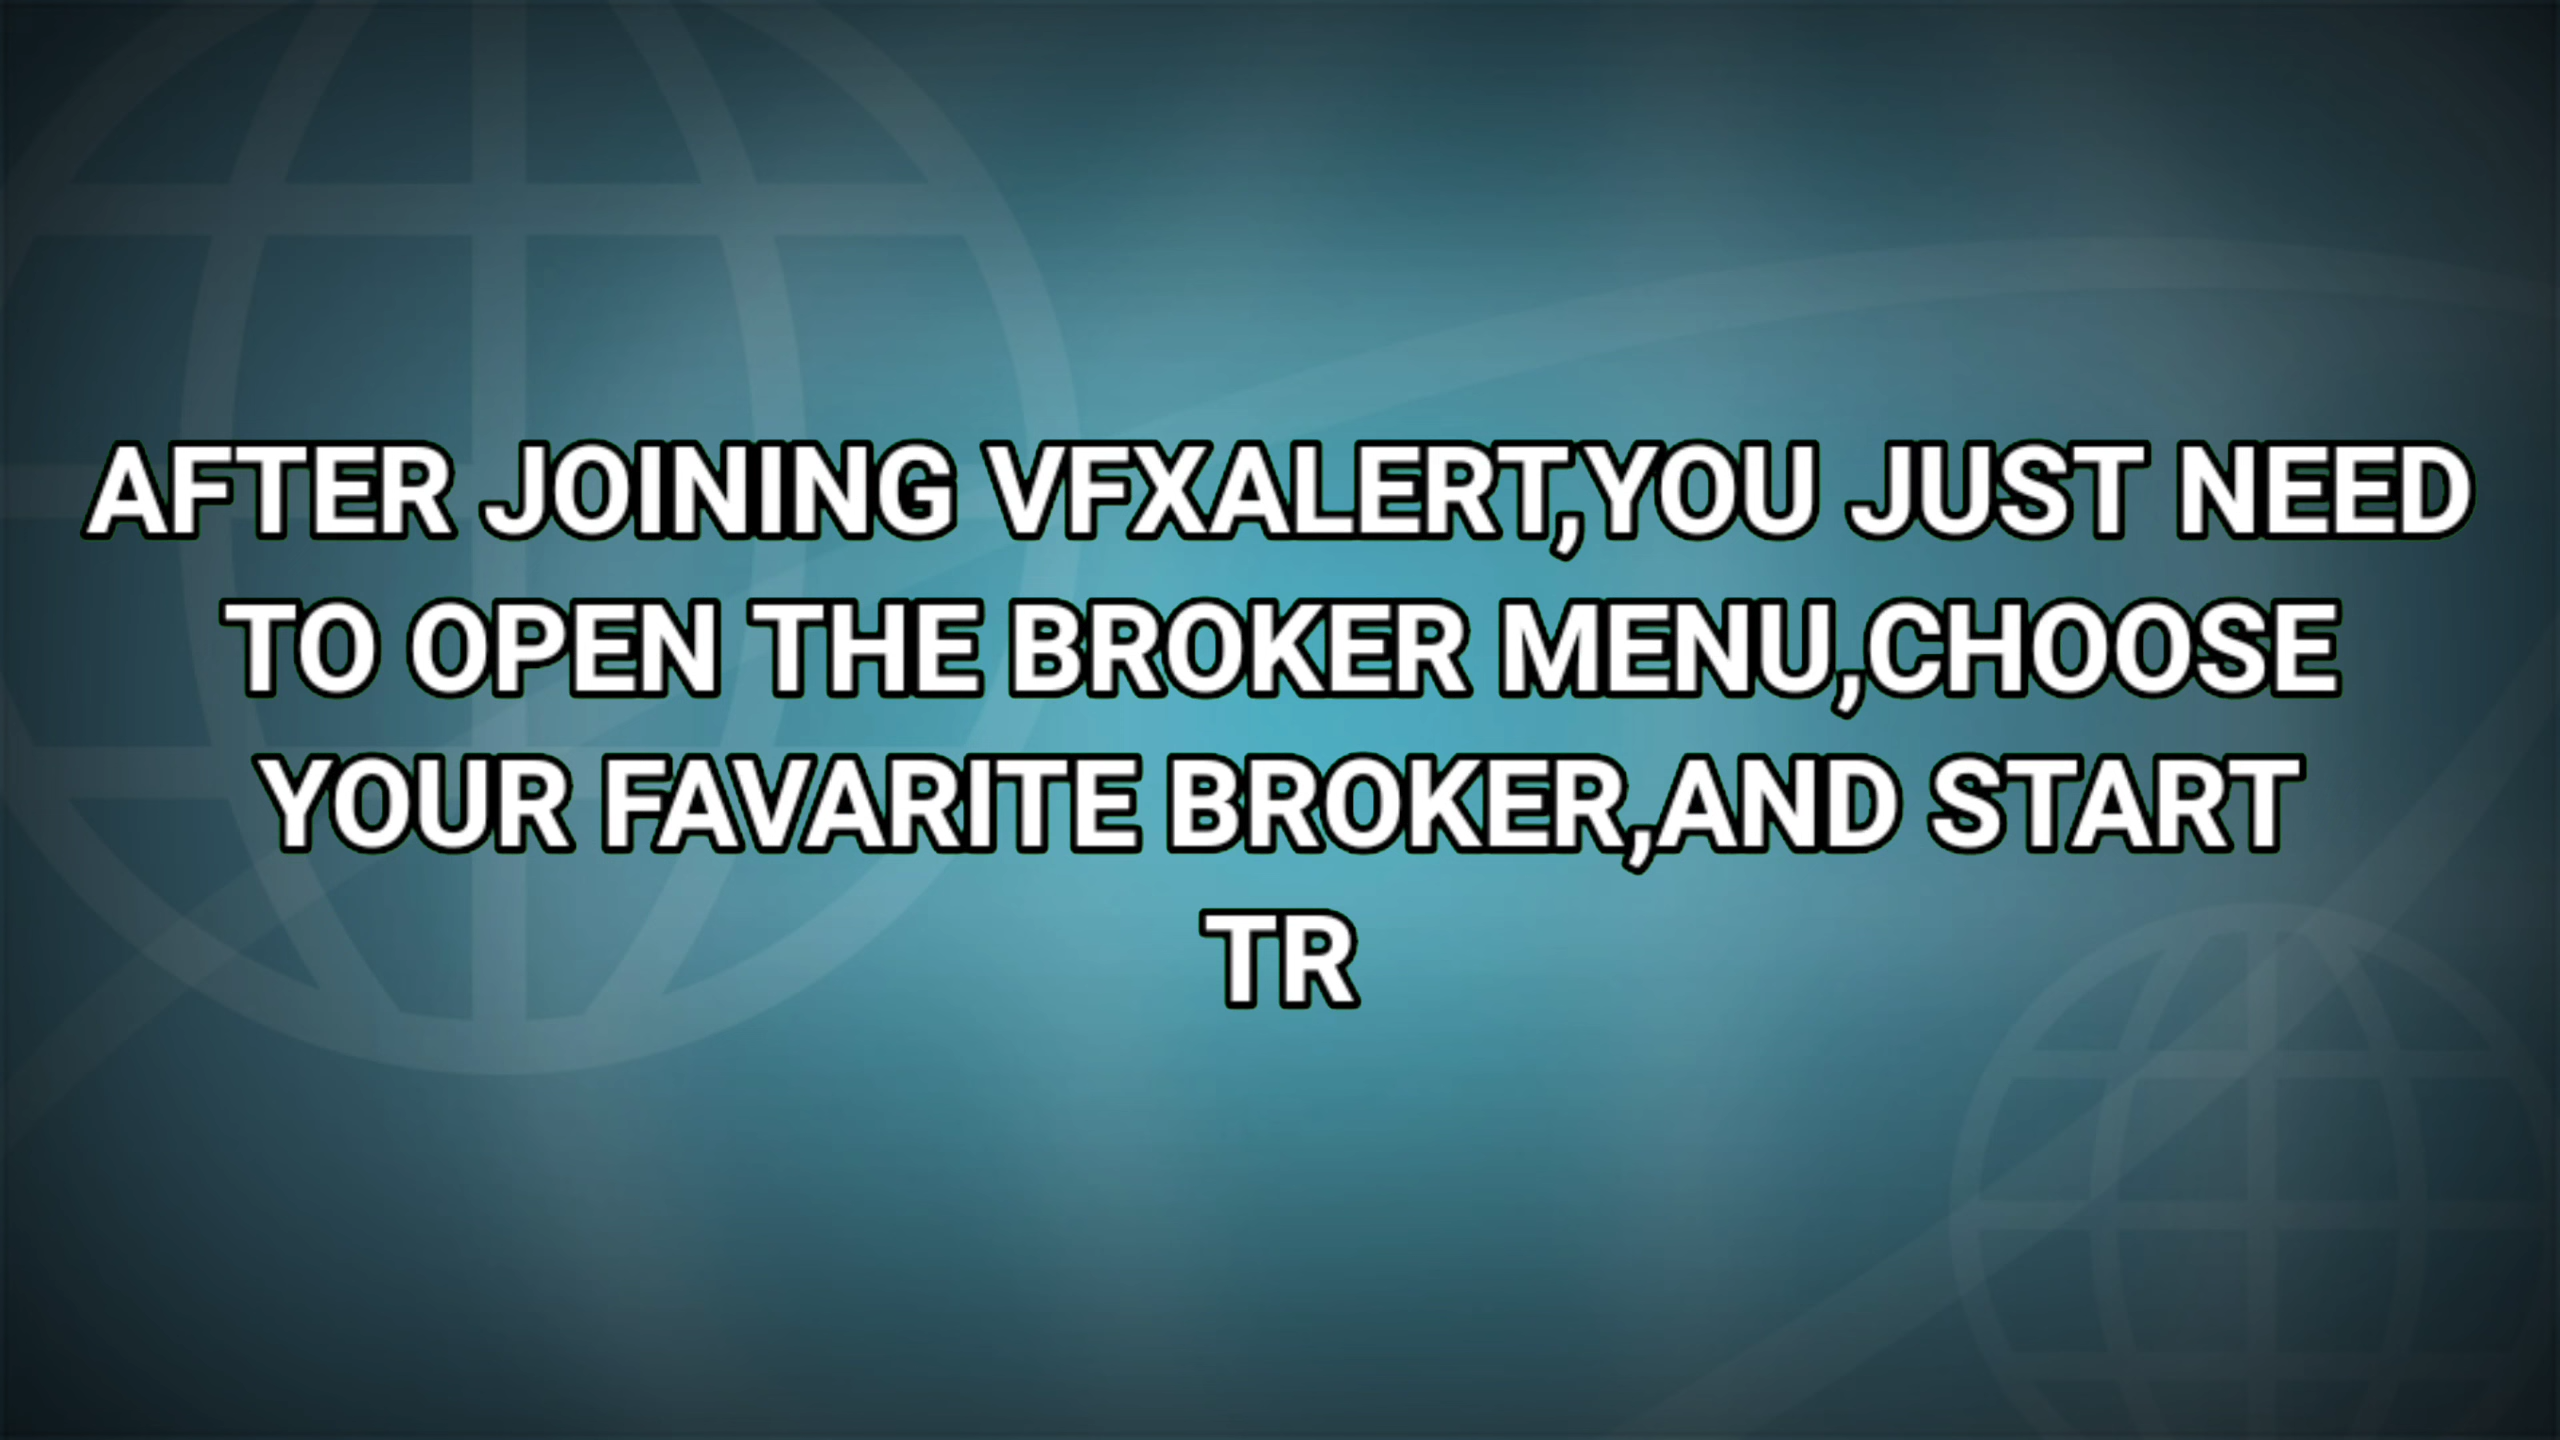 AFTER JOINING VFXALERT,YOU JUST NEED
TO OPEN THE BROKER MENU,CHOOSE
YOUR FAVARITE BROKER,AND START
TR